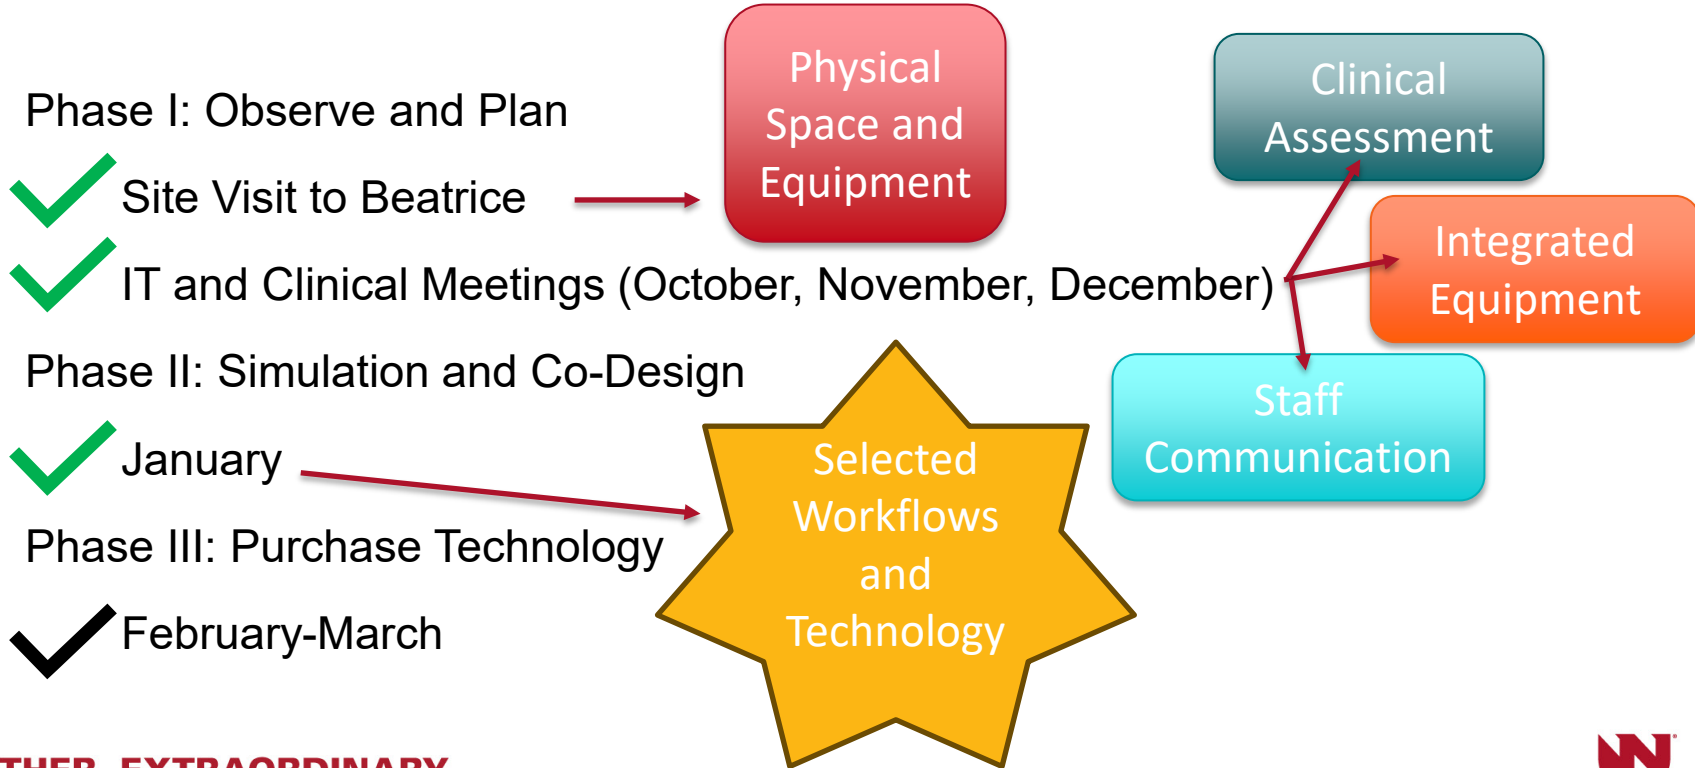 Phase I: Observe and Plan
Site Visit to Beatrice
IT and Clinical Meetings (October, November, December)
Phase II: Simulation and Co-Design
January
Phase III: Purchase Technology
February-March
Physical
Space and
Equipment
Clinical
Assessment
Integrated
Equipment
Staff
Communication
Selected
Workflows
and
Technology
EXTRAORDINARY